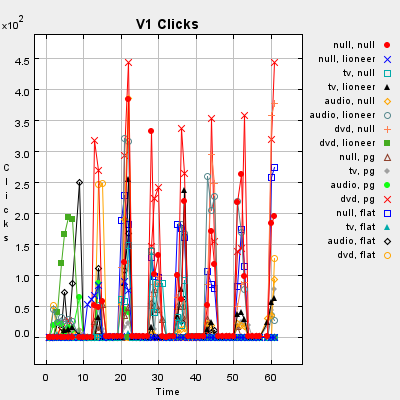 V1 Clicks
x10²
4.5
4.0
3.5
3.0
2.5
2.0
1.5
1.0
0.5
0.0
Clicks
0 10 20 30 40 50 60
Time
null, null
null, lioneer
tv, null
tv, lioneer
audio, null
audio, lioneer
dvd, null
dvd, lioneer
null, pg
tv, pg
audio, pg
dvd, pg
null, flat
tv, flat
audio, flat
dvd, flat